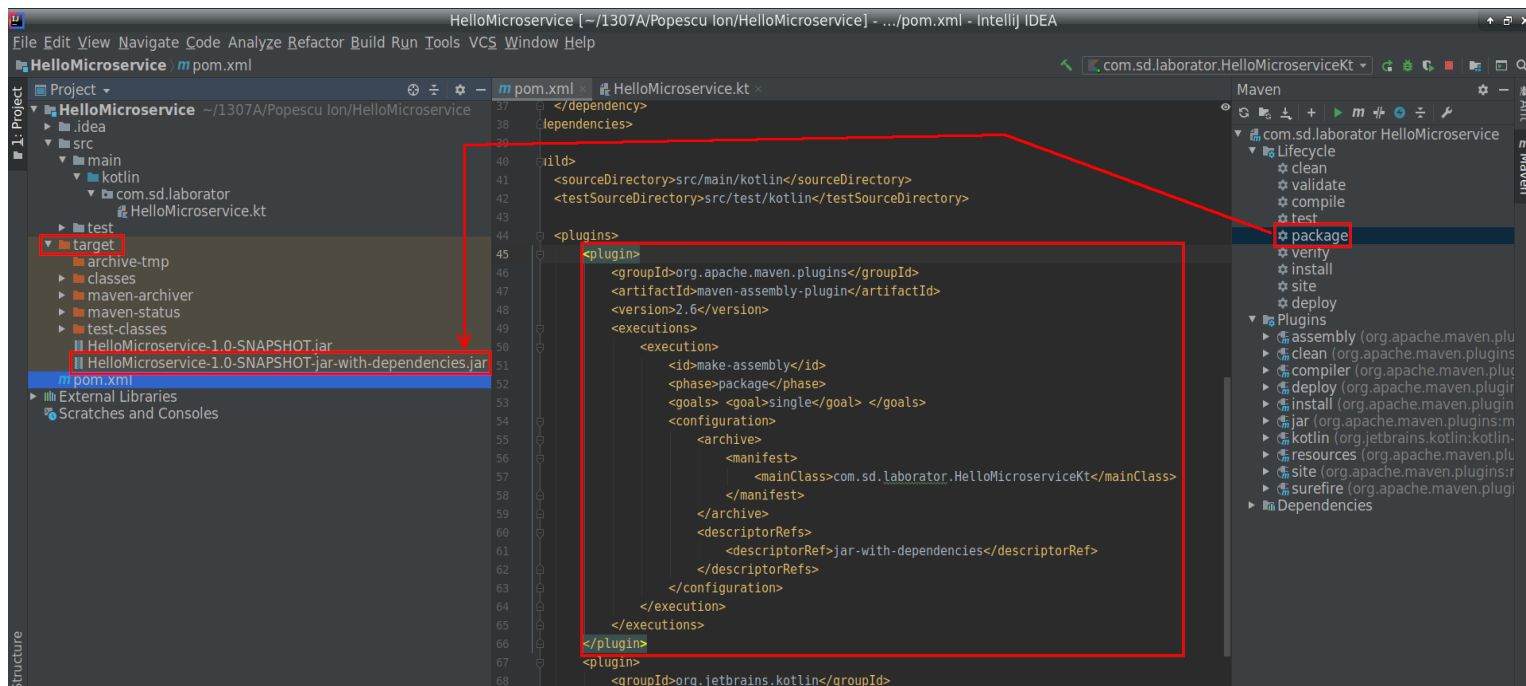 HelloMicroservice [~/1307A/Popescu Ion/HelloMicroservice] - .../pom.xml - IntelliJ IDEA
File Edit View Navigate Code Analyze Refactor Build Run Tools VCS Window Help
HelloMicroservice m pom.xml
com.sd.laborator.HelloMicroserviceKt
1: Project
Structure
Project
HelloMicroservice ~/1307A/Popescu Ion/HelloMicroservice
.idea
src
main
kotlin
com.sd.laborator
HelloMicroservice.kt
test
target
archive-tmp
classes
maven-archiver
maven-status
test-classes
HelloMicroservice-1.0-SNAPSHOT.jar
HelloMicroservice-1.0-SNAPSHOT-jar-with-dependencies.jar
m pom.xml
External Libraries
Scratches and Consoles
m pom.xml × HelloMicroservice.kt ×
37 </dependency>
38 dependencies>
39
40 uild>
41 <sourceDirectory>src/main/kotlin</sourceDirectory>
42 <testSourceDirectory>src/test/kotlin</testSourceDirectory>
43
44 <plugins>
45 <plugin>
46 <groupId>org.apache.maven.plugins</groupId>
47 <artifactId>maven-assembly-plugin</artifactId>
48 <version>2.6</version>
49 <executions>
50 <execution>
51 <id>make-assembly</id>
52 <phase>package</phase>
53 <goals> <goal>single</goal> </goals>
54 <configuration>
55 <archive>
56 <manifest>
57 <mainClass>com.sd.laborator.HelloMicroserviceKt</mainClass>
58 </manifest>
59 </archive>
60 <descriptorRefs>
61 <descriptorRef>jar-with-dependencies</descriptorRef>
62 </descriptorRefs>
63 </configuration>
64 </execution>
65 </executions>
66 </plugin>
67 <plugin>
68 <groupId>org.jetbrains.kotlin</groupId>
Maven
m
com.sd.laborator HelloMicroservice
Lifecycle
clean
validate
compile
test
package
verify
install
site
deploy
Plugins
assembly (org.apache.maven.plu
clean (org.apache.maven.plugins
compiler (org.apache.maven.plug
deploy (org.apache.maven.plugin
install (org.apache.maven.plugin
jar (org.apache.maven.plugins:m
kotlin (org.jetbrains.kotlin:kotlin-
resources (org.apache.maven.plu
site (org.apache.maven.plugins:r
surefire (org.apache.maven.plugi
Dependencies
Ant
m Maven